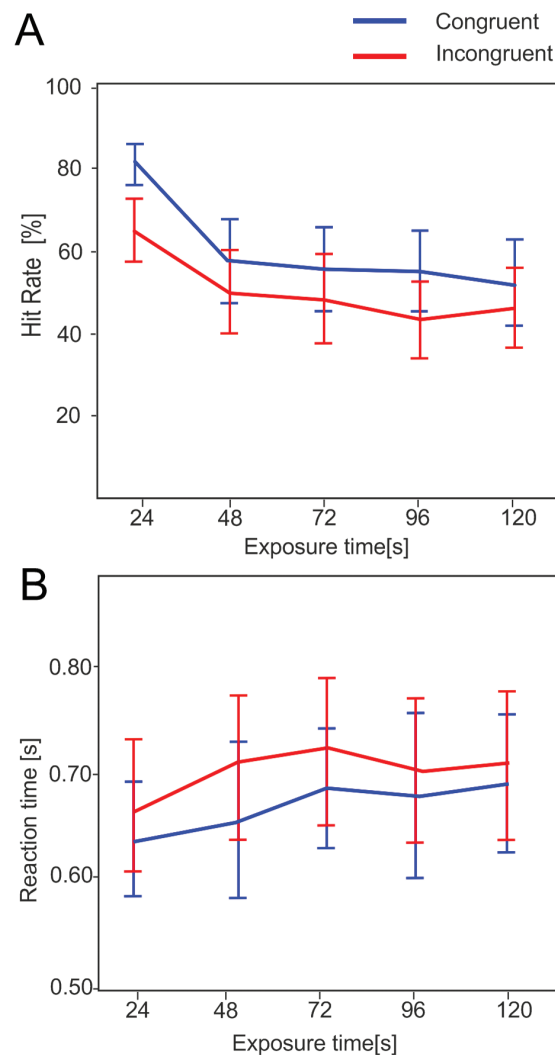 A
Congruent
Incongruent
100
80
60
40
20
Hit Rate [%]
24 48 72 96 120
Exposure time[s]
B
0.80
0.70
0.60
0.50
Reaction time [s]
24 48 72 96 120
Exposure time[s]